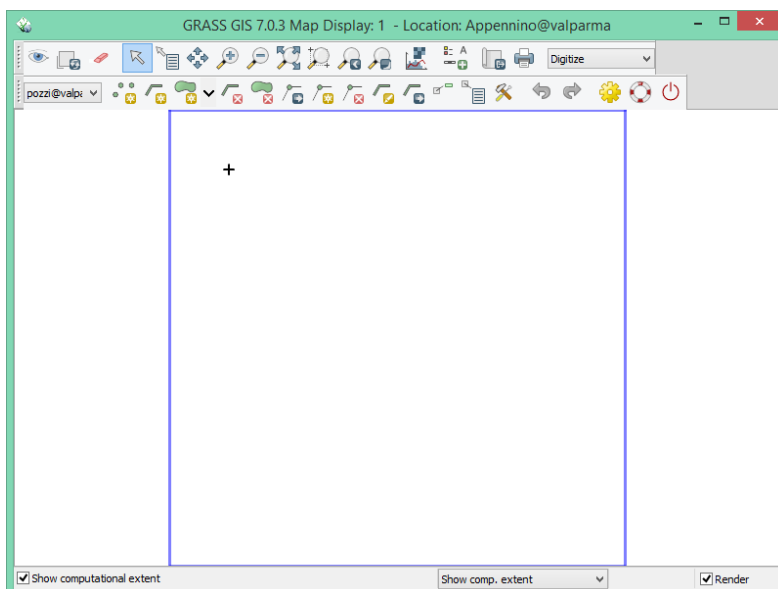 GRASS GIS 7.0.3 Map Display: 1 - Location: Appennino@valparma
Digitize
pozzi@valpa
Show computational extent
Show comp. extent
Render